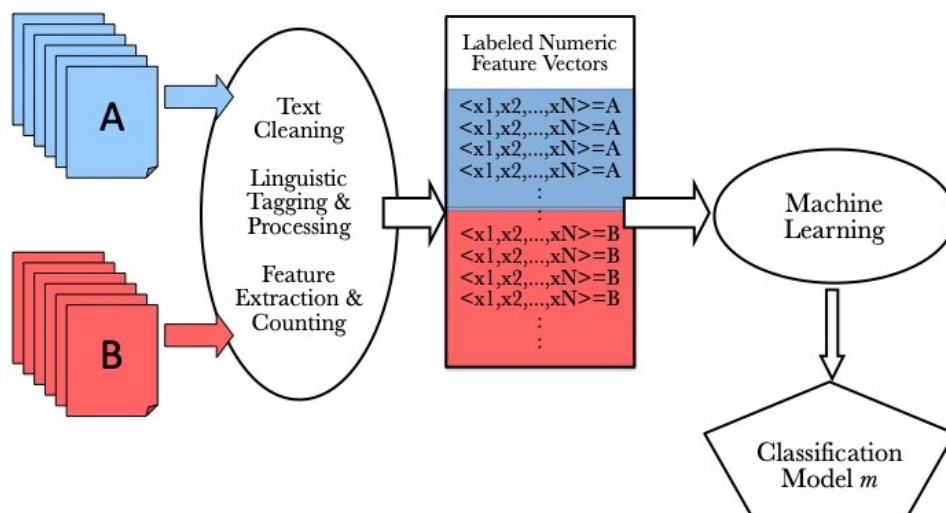 A
B
Text
Cleaning
Linguistic
Tagging &
Processing
Feature
Extraction &
Counting
Labeled Numeric
Feature Vectors
<x1,x2,...,xN>=A
<x1,x2,...,xN>=A
<x1,x2,...,xN>=A
<x1,x2,...,xN>=A
<x1,x2,...,xN>=B
<x1,x2,...,xN>=B
<x1,x2,...,xN>=B
<x1,x2,...,xN>=B
Machine
Learning
Classification
Model m